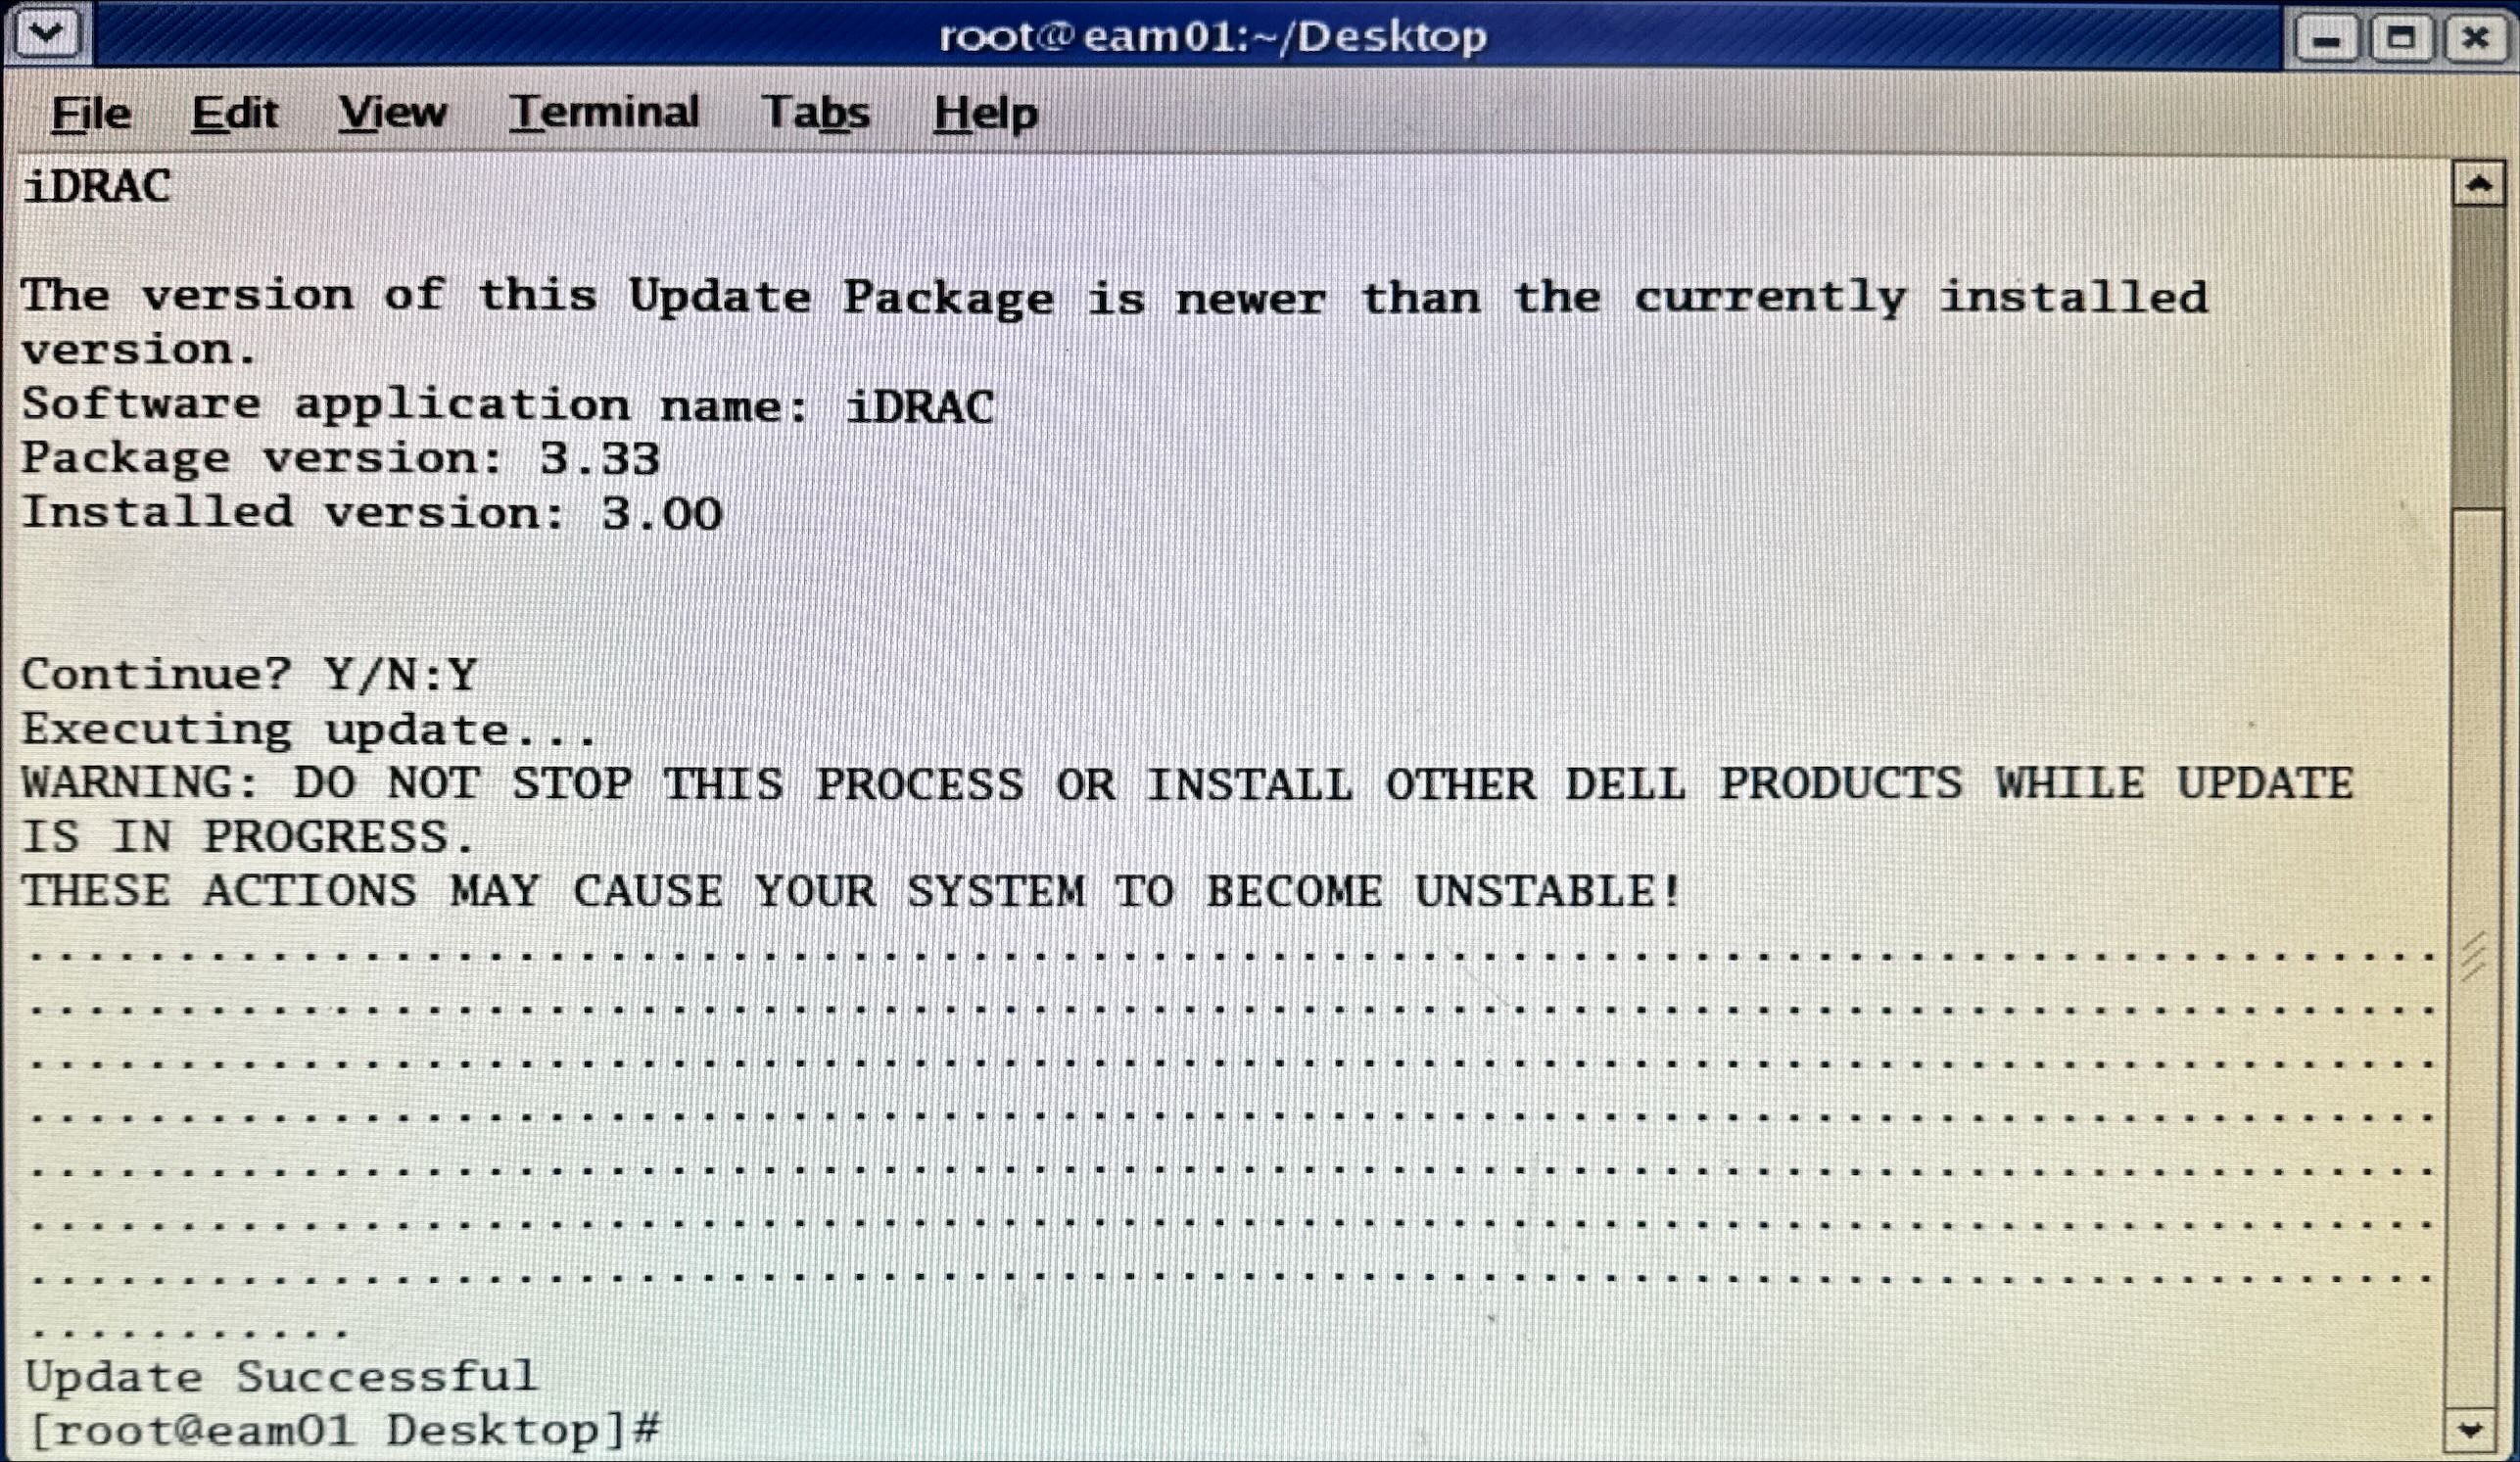 root@eam01:~/Desktop
File Edit View Terminal Tabs Help
iDRAC
The version of this Update Package is newer than the currently installed
version.
Software application name: iDRAC
Package version: 3.33
Installed version: 3.00
Continue? Y/N:Y
Executing update...
WARNING: DO NOT STOP THIS PROCESS OR INSTALL OTHER DELL PRODUCTS WHILE UPDATE
IS IN PROGRESS.
THESE ACTIONS MAY CAUSE YOUR SYSTEM TO BECOME UNSTABLE!
................................................................................
................................................................................
................................................................................
................................................................................
................................................................................
................................................................................
................................................................................
...........
Update Successful
[root@eam01 Desktop]#